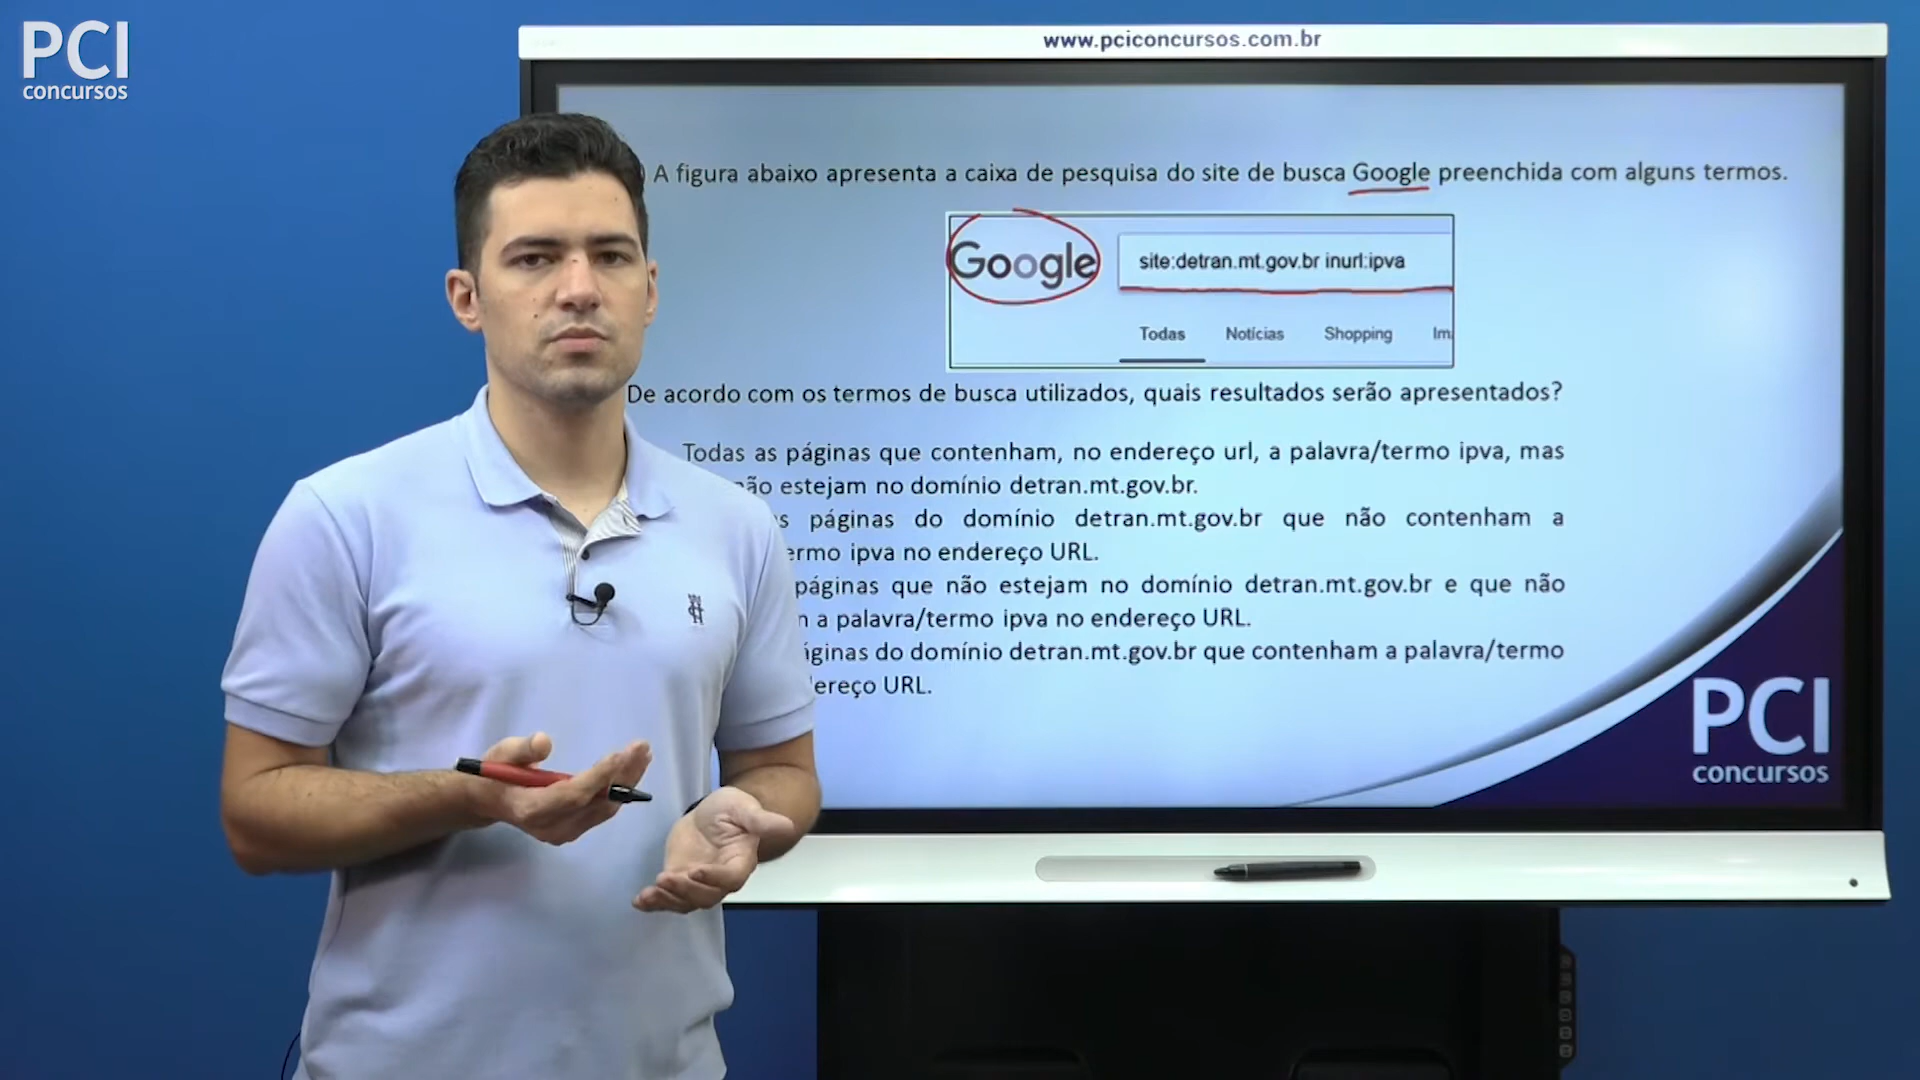 PCI
concursos
www.pciconcursos.com.br
A figura abaixo apresenta a caixa de pesquisa do site de busca Google preenchida com alguns termos.
Google
site:detran.mt.gov.br inurl:ipva
Todas Notícias Shopping
De acordo com os termos de busca utilizados, quais resultados serão apresentados?
Todas as páginas que contenham, no endereço url, a palavra/termo ipva, mas
estejam no domínio detran.mt.gov.br.
páginas do domínio detran.mt.gov.br que não contenham a
ipva no endereço URL.
páginas que não estejam no domínio detran.mt.gov.br e que não
a palavra/termo ipva no endereço URL.
do domínio detran.mt.gov.br que contenham a palavra/termo
URL.
PCI
concursos